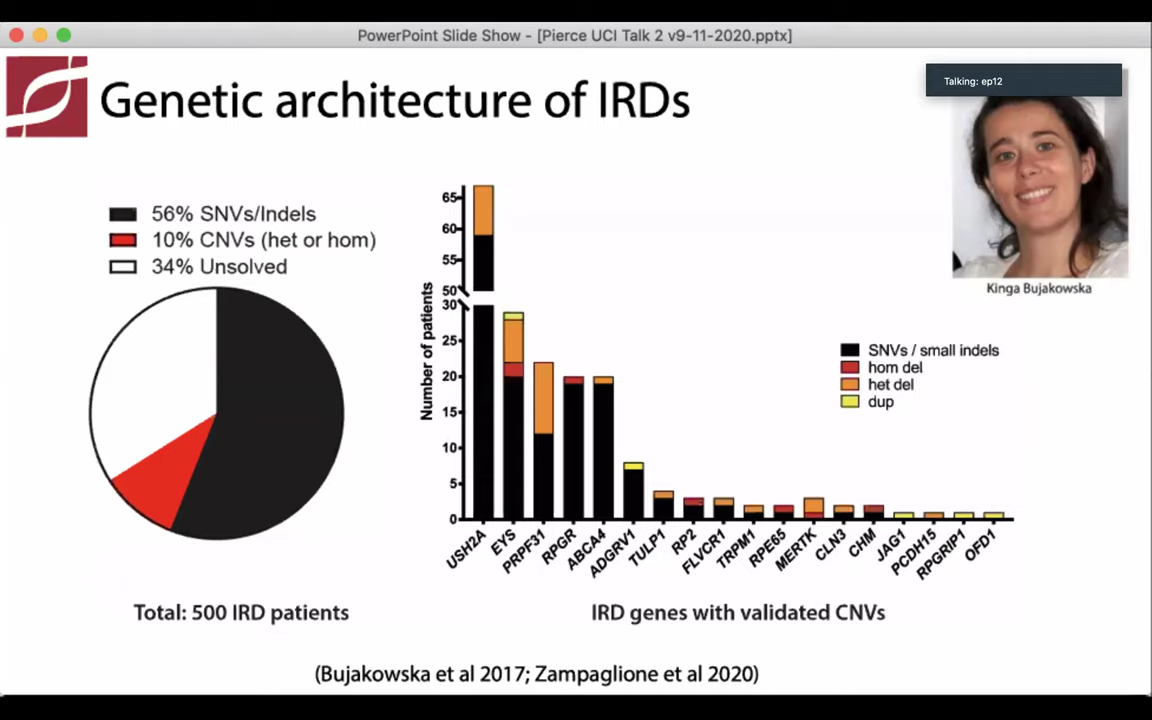 PowerPoint Slide Show - [Pierce UCI Talk 2 v9-11-2020.pptx]
Talking: ep12
Genetic architecture of IRDs
Kinga Bujakowska
56% SNVs/Indels
10% CNVs (het or hom)
34% Unsolved
Total: 500 IRD patients
Number of patients
65
60
55
50
30
25
20
15
10
5
0
USH2A
EYS
PRPF31
RPGR
ABCA4
ADGRV1
TULP1
RP2
FLVCR1
TRPM1
RPE65
MERTK
CLN3
CHM
JAG1
PCDH15
RPGRIP1
OFD1
SNVs / small indels
hom del
het del
dup
IRD genes with validated CNVs
(Bujakowska et al 2017; Zampaglione et al 2020)